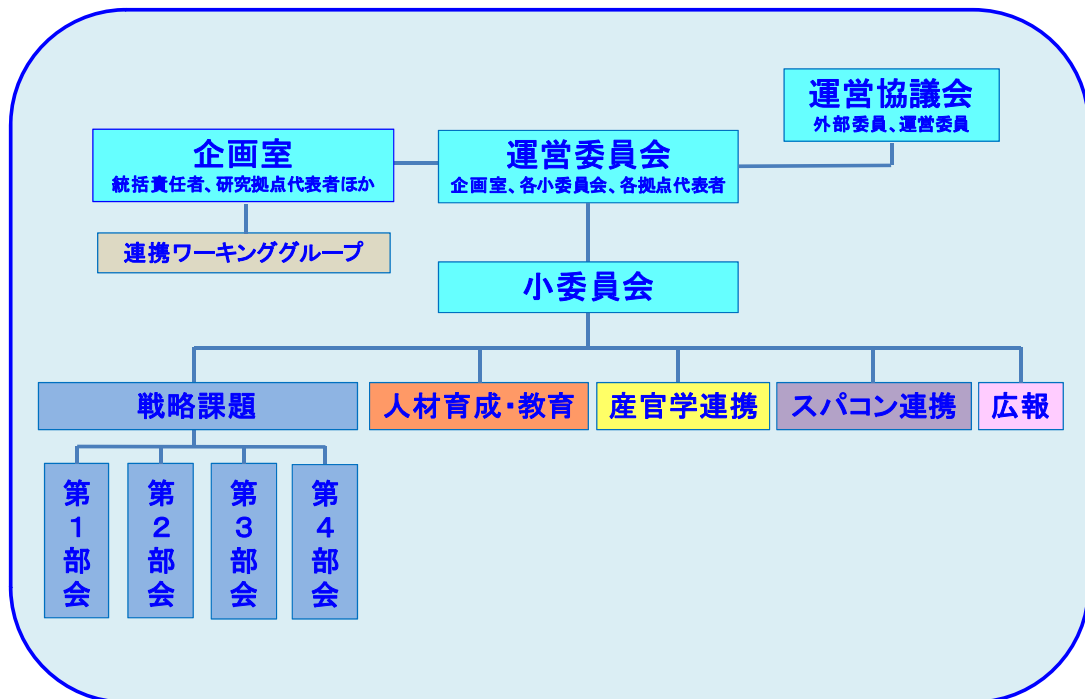 運営協議会
外部委員、運営委員
企画室
統括責任者、研究拠点代表者ほか
運営委員会
企画室、各小委員会、各拠点代表者
連携ワーキンググループ
小委員会
戦略課題
人材育成・教育
産官学連携
スパコン連携
広報
第1部会
第2部会
第3部会
第4部会